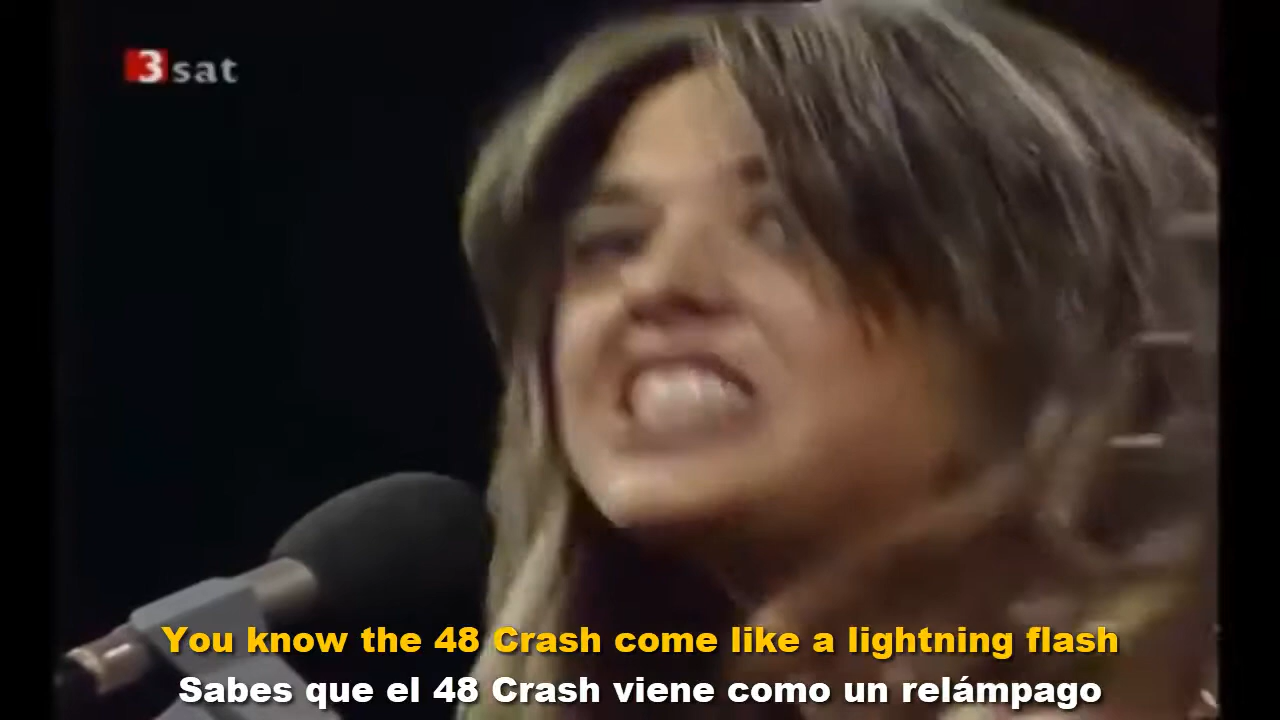 3sat
You know the 48 Crash come like a lightning flash
Sabes que el 48 Crash viene como un relámpago